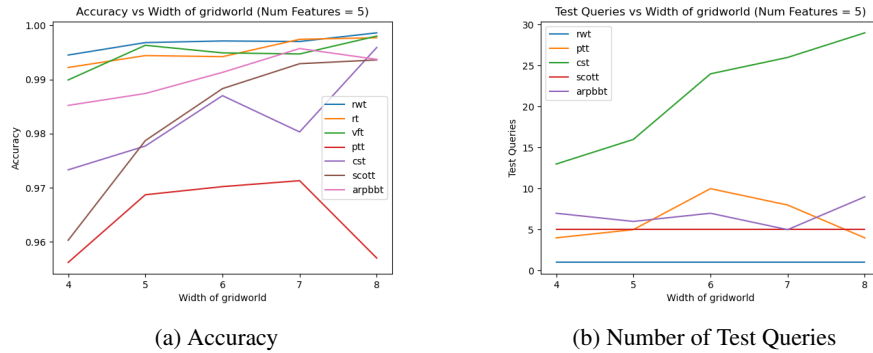 Accuracy vs Width of gridworld (Num Features = 5)
1.00
0.99
0.98
0.97
0.96
Accuracy
rwt
rt
vft
ptt
cst
scott
arpbbt
4 5 6 7 8
Width of gridworld
(a) Accuracy
Test Queries vs Width of gridworld (Num Features = 5)
30
25
20
15
10
5
0
Test Queries
rwt
ptt
cst
scott
arpbbt
4 5 6 7 8
Width of gridworld
(b) Number of Test Queries